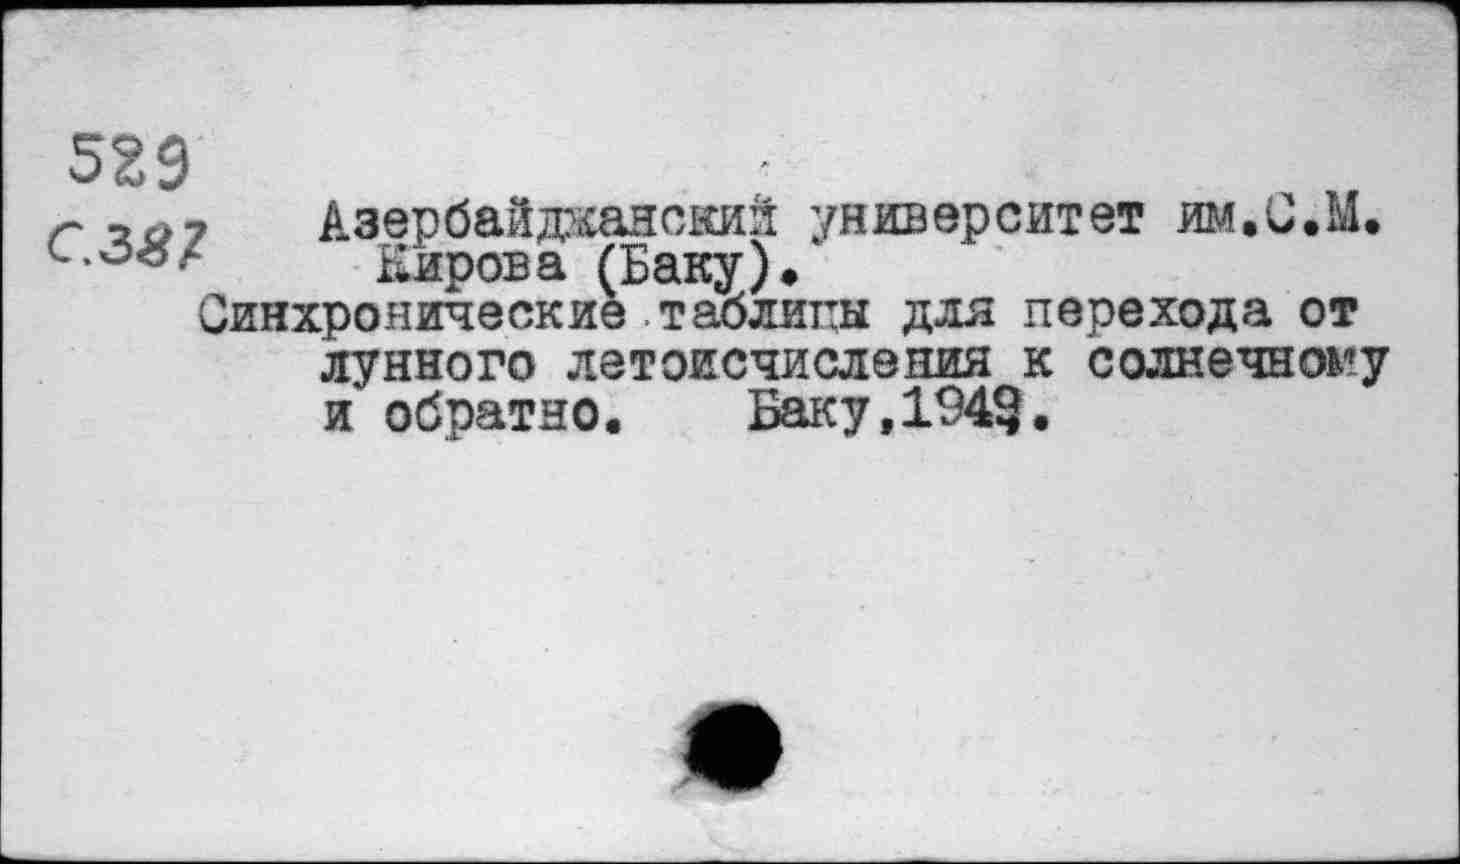 529
С.387
Азербайджанский университет им.С.М.
Кирова (Баку).
Синхронические таблицы для перехода от
лунного летоисчисления к солнечному
и обратно. Баку,1949.